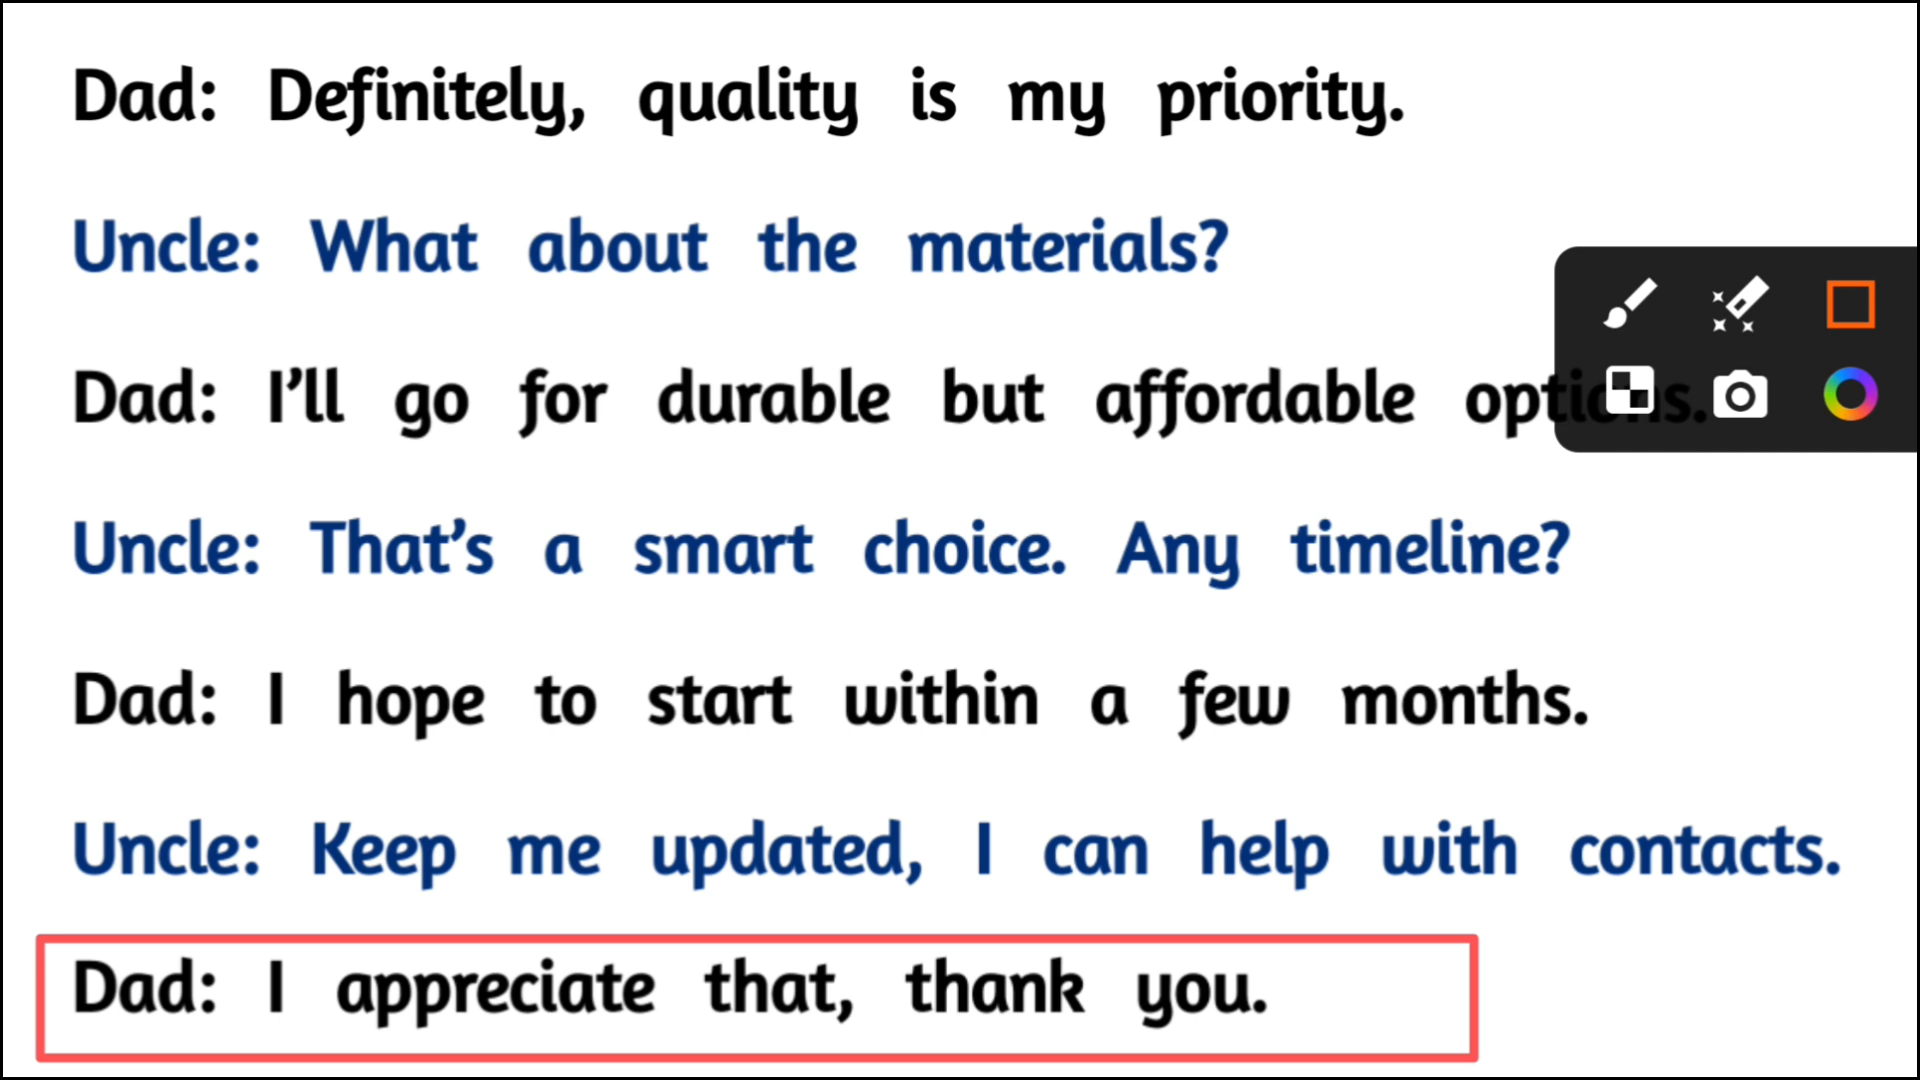 Dad: Definitely, quality is my priority.
Uncle: What about the materials?
Dad: I’ll go for durable but affordable options.
Uncle: That’s a smart choice. Any timeline?
Dad: I hope to start within a few months.
Uncle: Keep me updated, I can help with contacts.
Dad: I appreciate that, thank you.